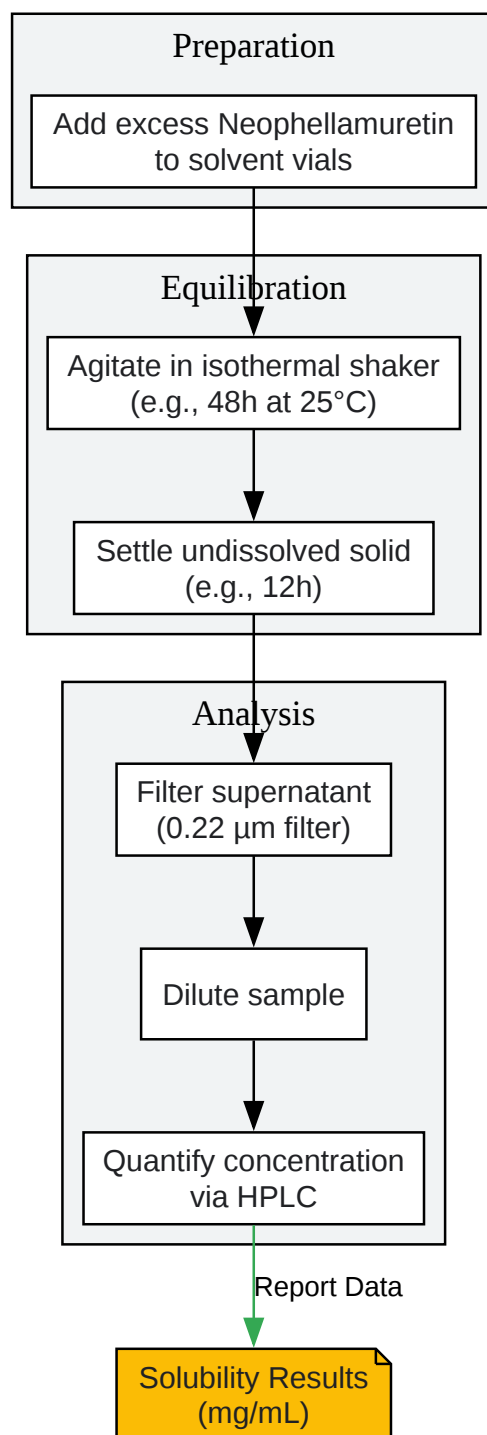 Preparation
Add excess Neophellamuretin
to solvent vials
Equilibration
Agitate in isothermal shaker
(e.g., 48h at 25°C)
Settle undissolved solid
(e.g., 12h)
Analysis
Filter supernatant
(0.22 µm filter)
Dilute sample
Quantify concentration
via HPLC
Report Data
Solubility Results
(mg/mL)